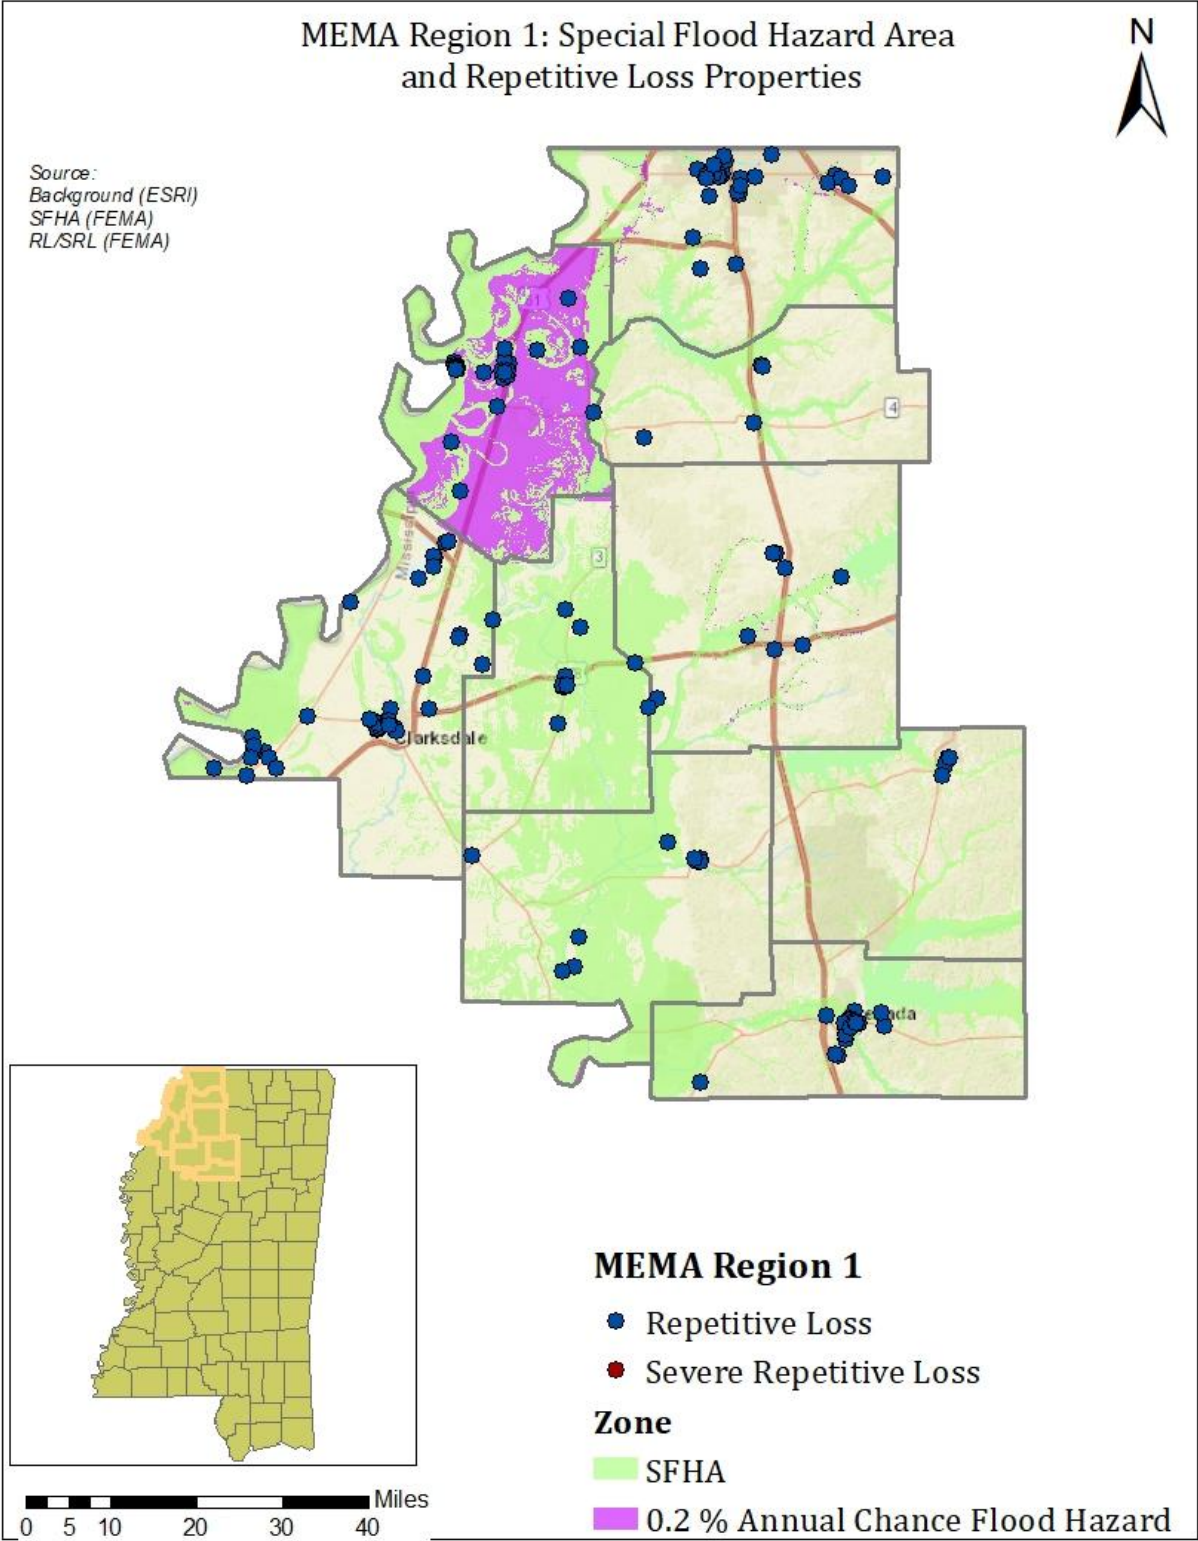 MEMA Region 1: Special Flood Hazard Area
and Repetitive Loss Properties
N
Source:
Background (ESRI)
SFHA (FEMA)
RL/SRL (FEMA)
61
4
Mississippi
3
Clarksdale
MEMA Region 1
Repetitive Loss
Severe Repetitive Loss
Zone
SFHA
0.2 % Annual Chance Flood Hazard
Miles
0 5 10 20 30 40